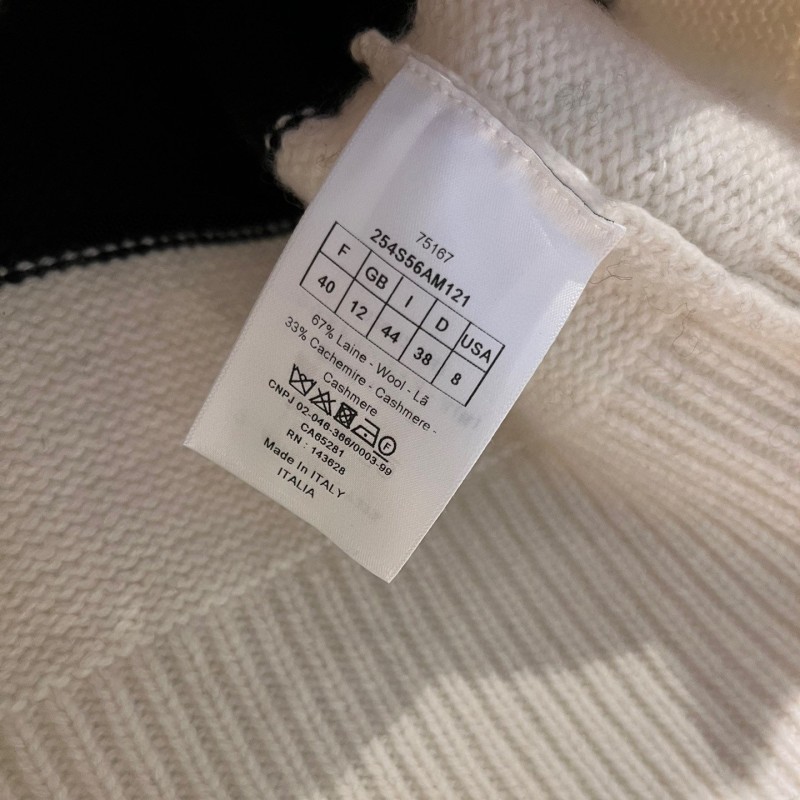 75167
254S56AM121
F GB I D USA
40 12 44 38 8
67% Laine - Wool - Lã
33% Cachemire - Cashmere -
Cashmere
F
CNPJ 02-046-366/0003-99
CA65281
RN : 143628
Made In ITALY
ITALIA